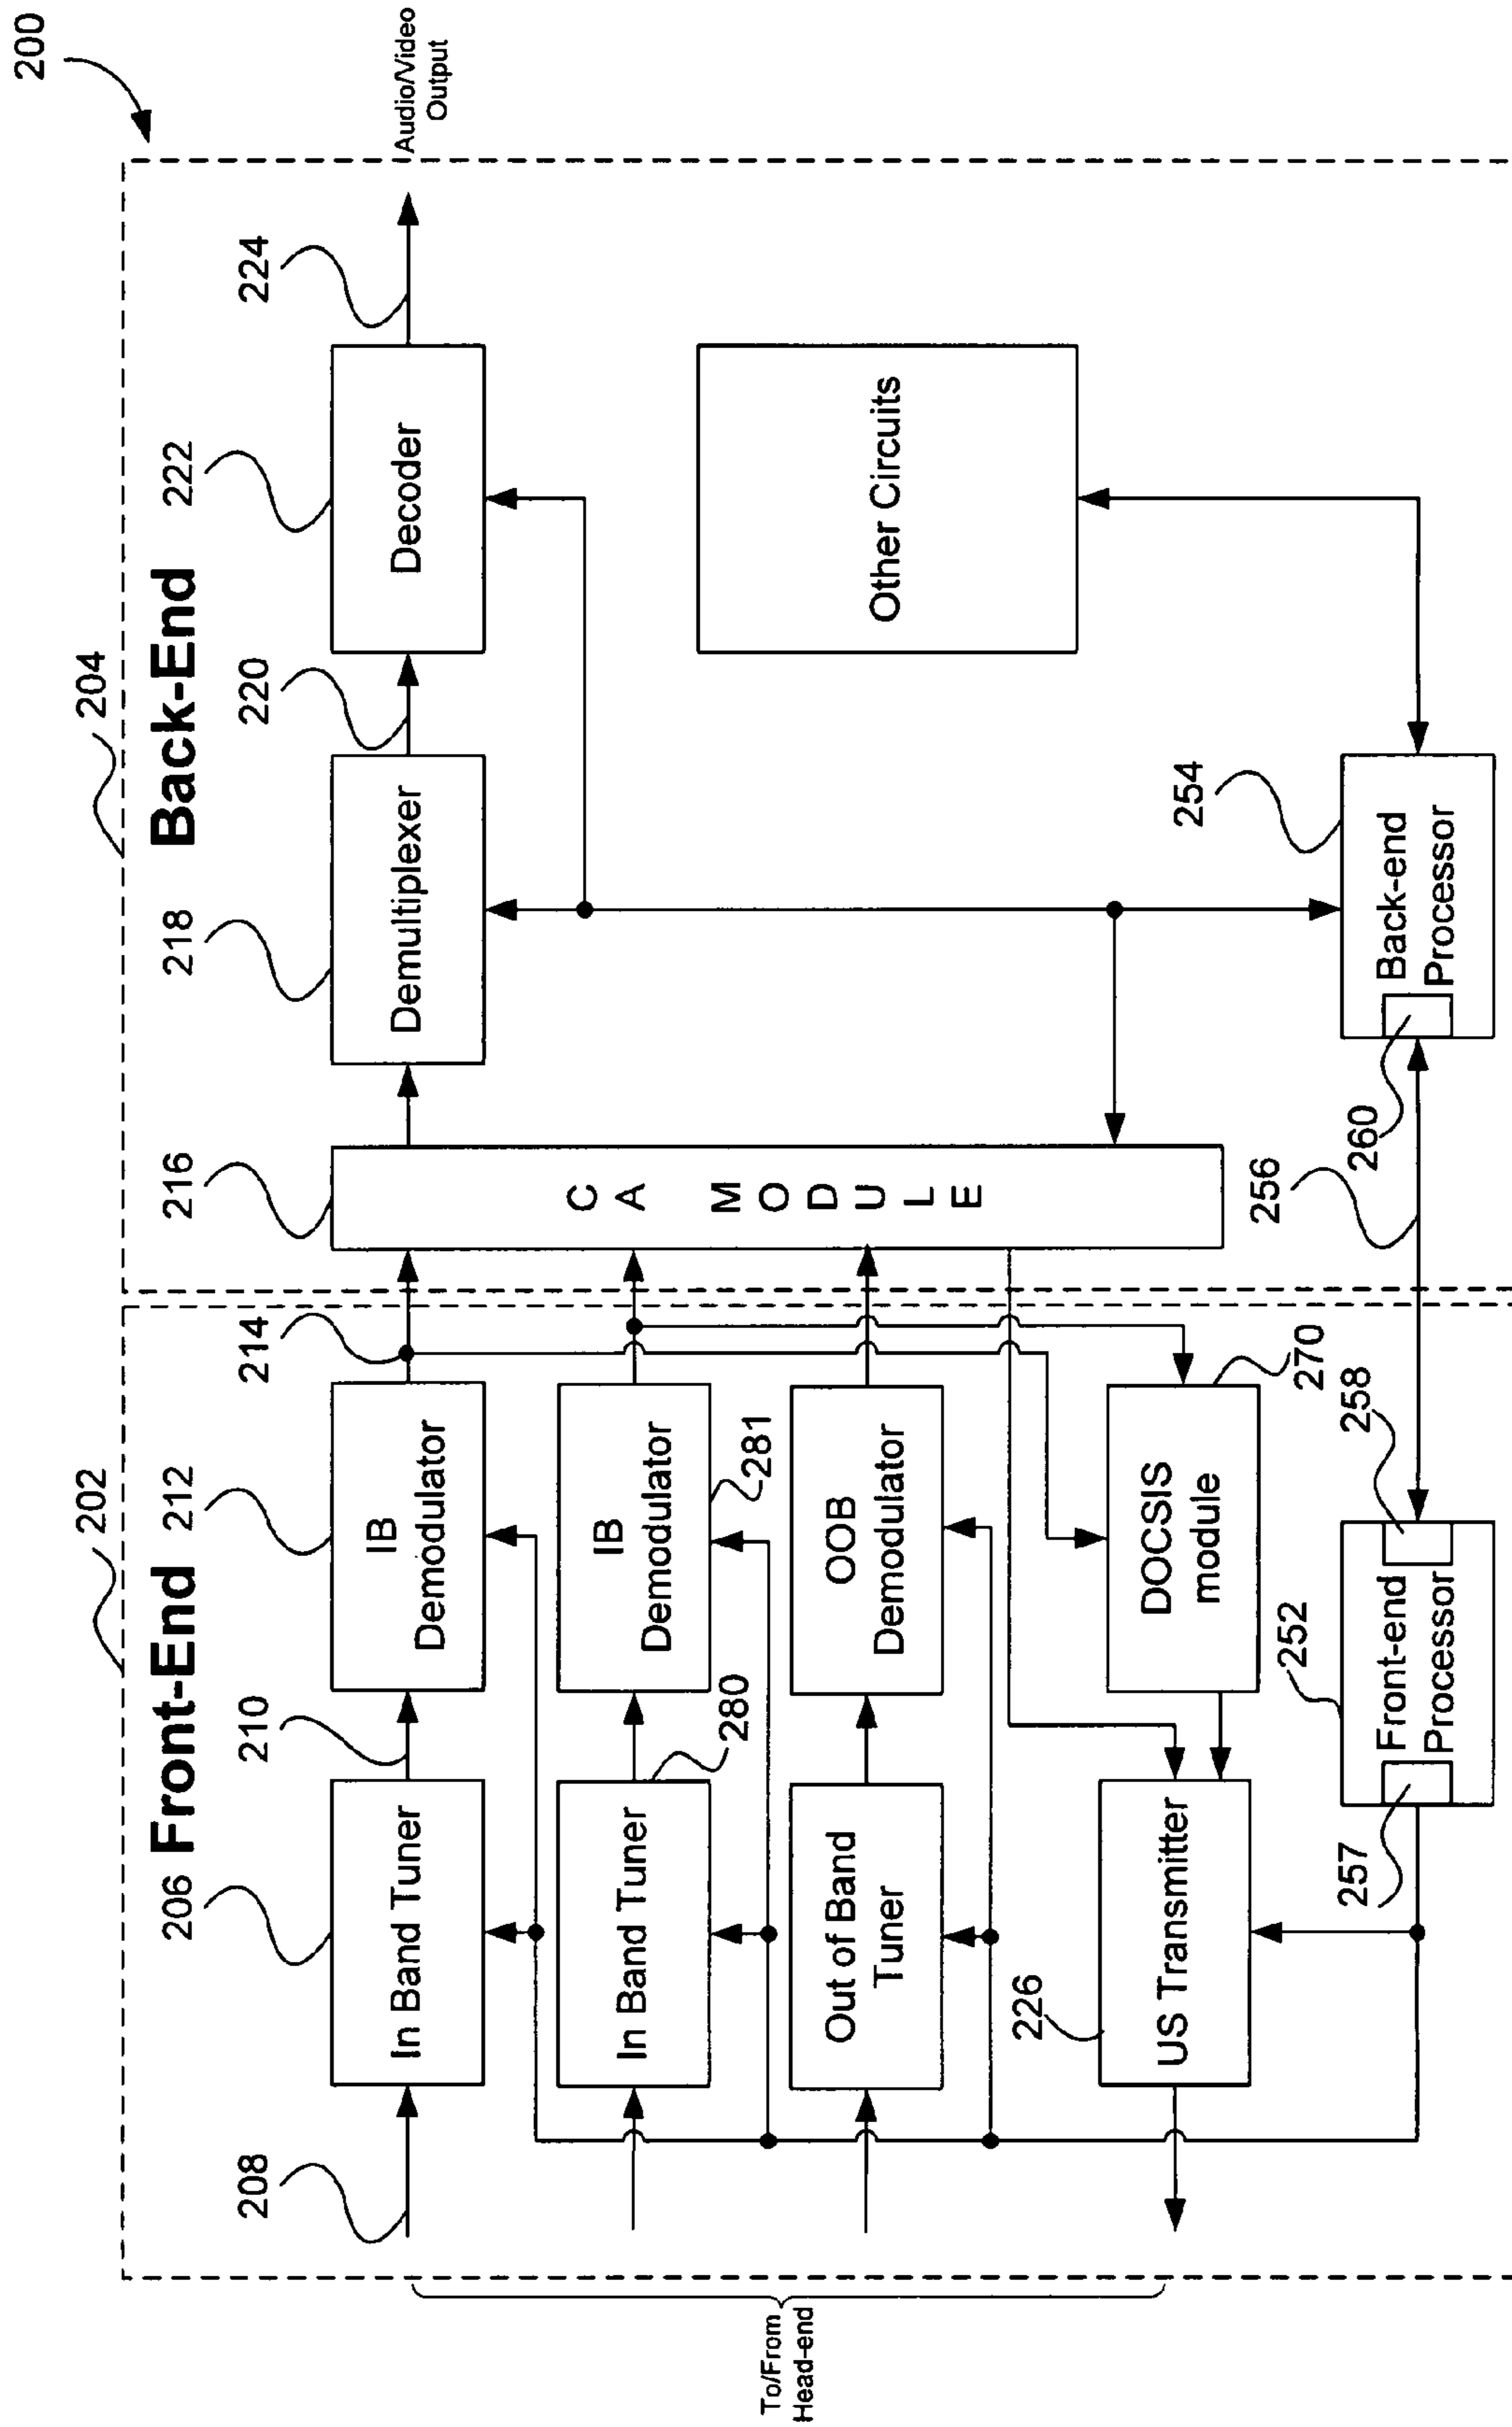 200
202
204
Front-End
Back-End
206
210
212
214
216
218
220
222
224
208
In Band Tuner
IB
Demodulator
Demultiplexer
Decoder
Audio/Video
Output
In Band Tuner
280
IB
Demodulator
281
CA MODULE
Other Circuits
To/From
Head-end
Out of Band
Tuner
OOB
Demodulator
226
US Transmitter
DOCSIS
module
270
257
252
258
256
260
254
Front-end
Processor
Back-end
Processor